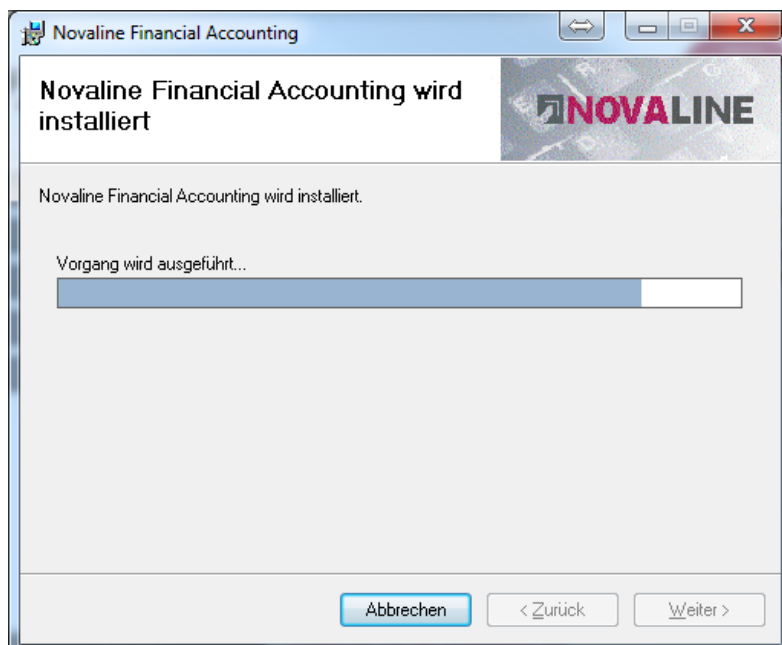 Novaline Financial Accounting
Novaline Financial Accounting wird
installiert
NOVALINE
Novaline Financial Accounting wird installiert.
Vorgang wird ausgeführt...
Abbrechen
< Zurück
Weiter >